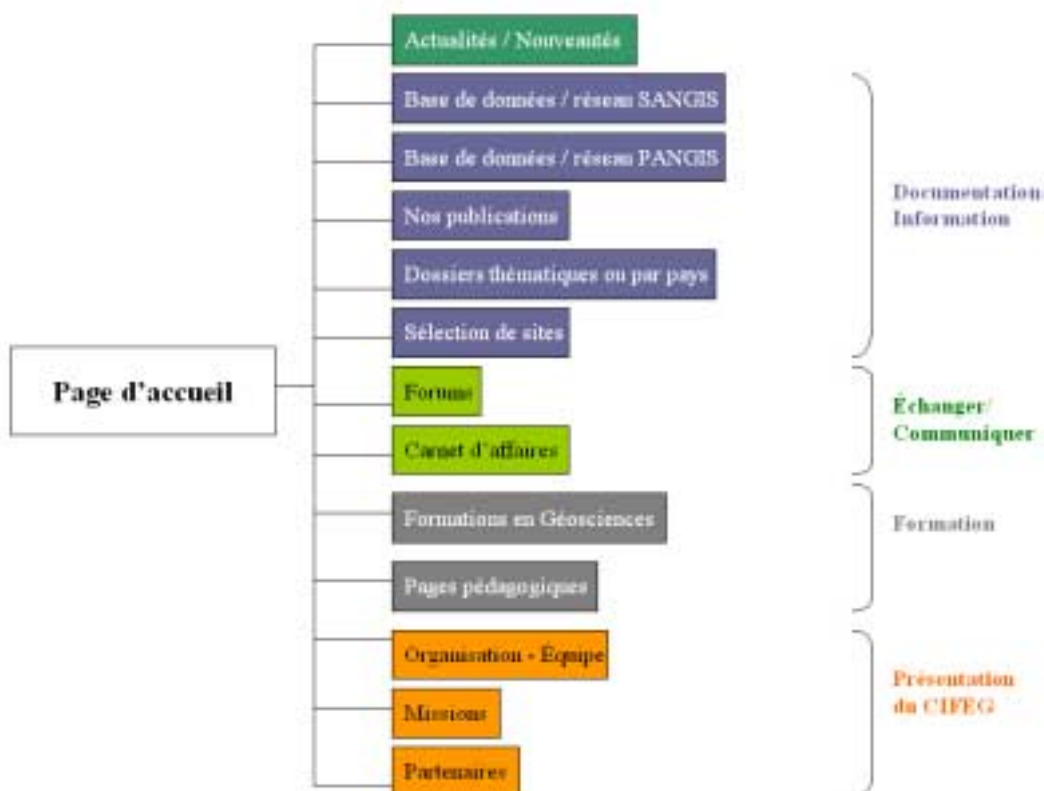 Actualités / Nouveautés
Base de données / réseau SANGIS
Base de données / réseau PANGIS
Nos publications
Dossiers thématiques ou par pays
Sélection de sites
Documentation
Information
Page d'accueil
Forums
Carnet d'affaires
Échanger/
Communiquer
Formations en Géosciences
Pages pédagogiques
Formation
Organisation - Équipe
Missions
Partenaires
Présentation
du CIFEG